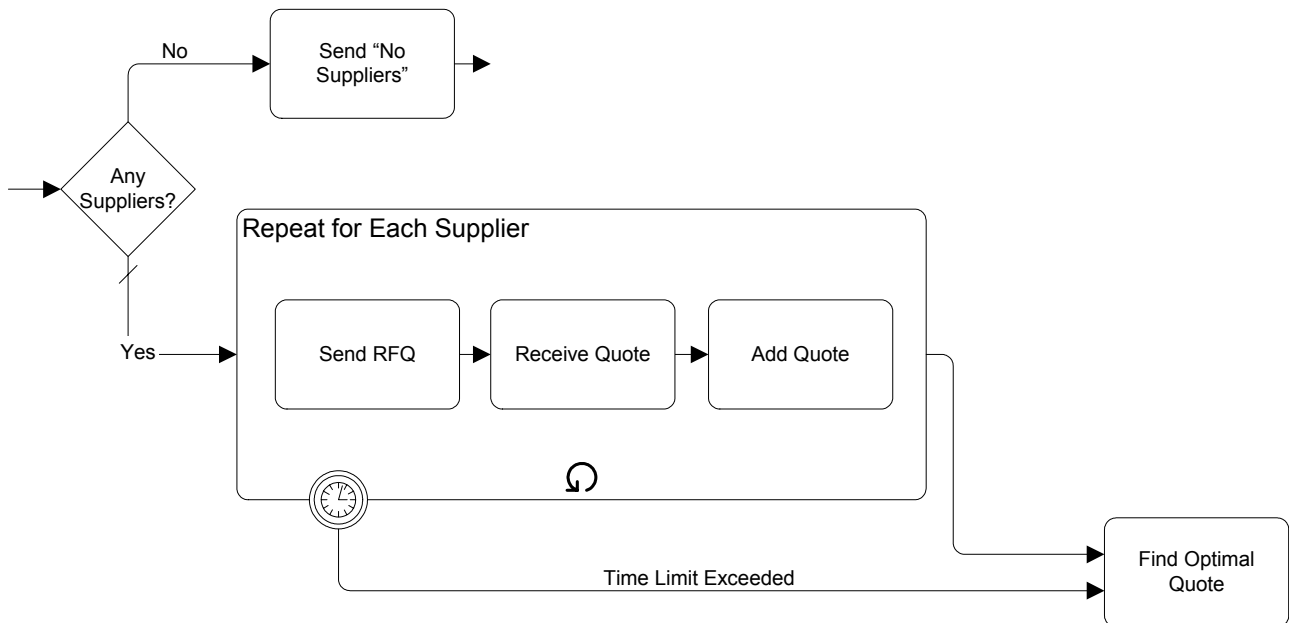 No
Send “No
Suppliers”
Any
Suppliers?
Repeat for Each Supplier
Send RFQ
Receive Quote
Add Quote
Yes
Time Limit Exceeded
Find Optimal
Quote